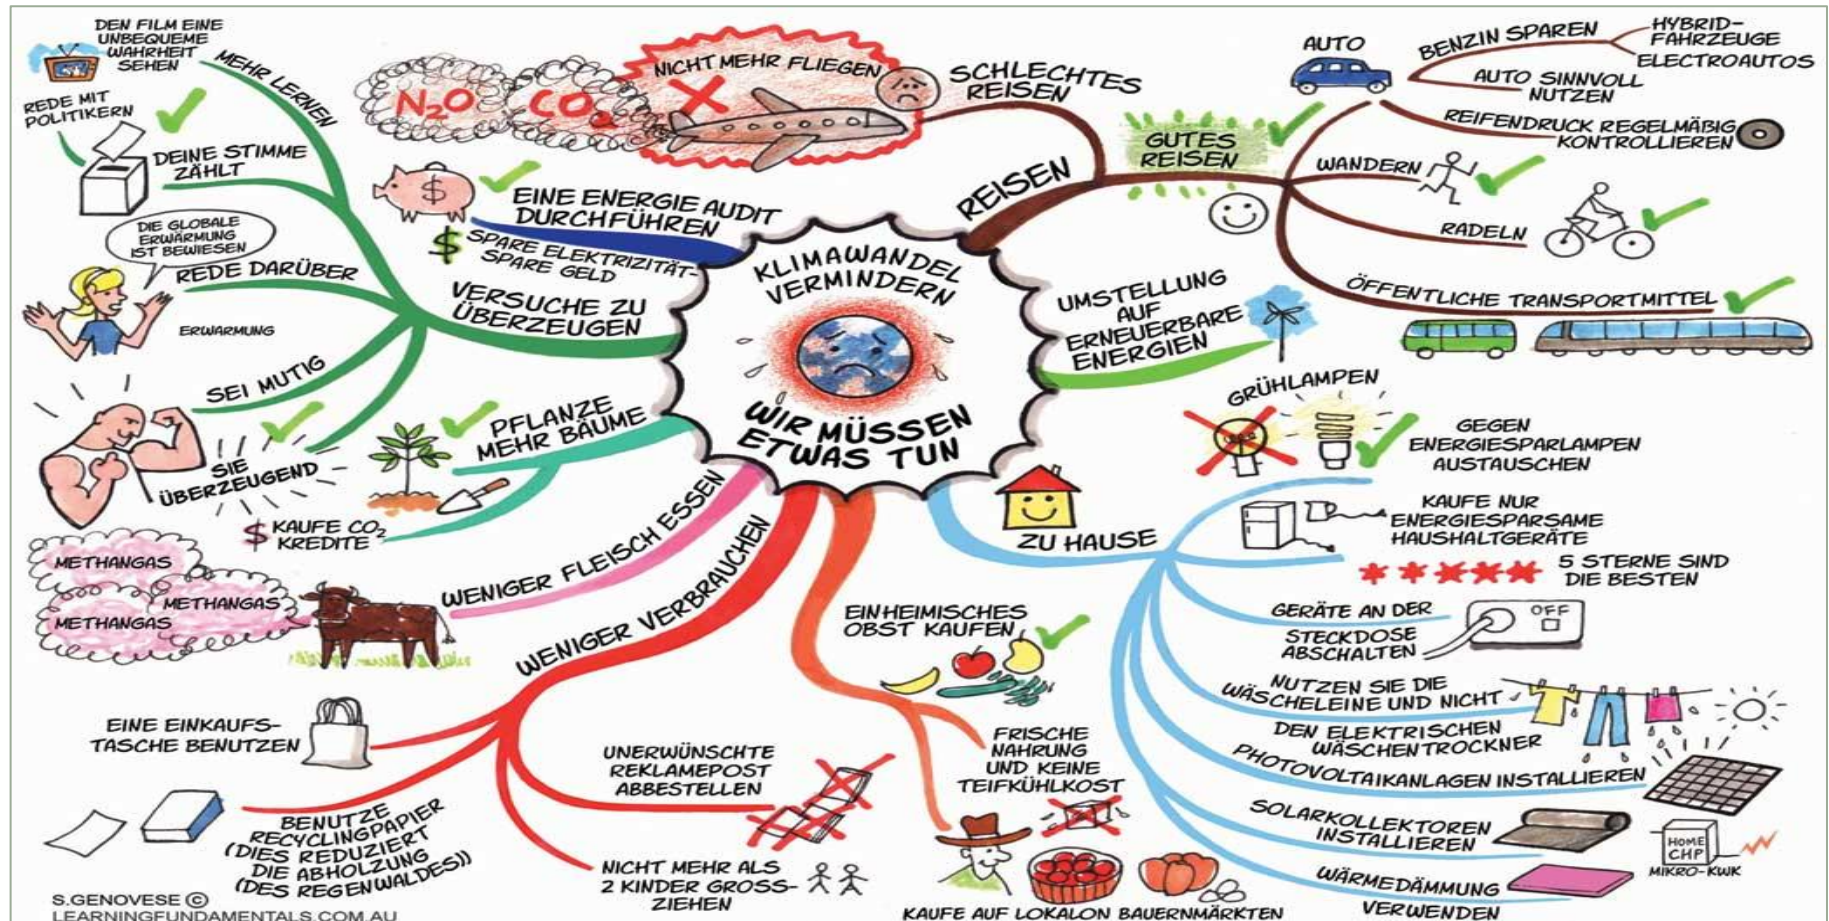 KLIMAWANDEL
VERMINDERN
WIR MÜSSEN
ETWAS TUN
REISEN
SCHLECHTES
REISEN
NICHT MEHR FLIEGEN
CO2
N2O
GUTES
REISEN
AUTO
BENZIN SPAREN
HYBRID-
FAHRZEUGE
ELECTROAUTOS
AUTO SINNVOLL
NUTZEN
REIFENDRUCK REGELMÄßIG
KONTROLLIEREN
WANDERN
RADELN
ÖFFENTLICHE TRANSPORTMITTEL
UMSTELLUNG
AUF
ERNEUERBARE
ENERGIEN
ZU HAUSE
GRÜHLAMPEN
GEGEN
ENERGIESPARLAMPEN
AUSTAUSCHEN
KAUFE NUR
ENERGIESPARSAME
HAUSHALTGERÄTE
5 STERNE SIND
DIE BESTEN
GERÄTE AN DER
STECKDOSE
ABSCHALTEN
OFF
NUTZEN SIE DIE
WÄSCHELEINE UND NICHT
DEN ELEKTRISCHEN
WÄSCHENTROCKNER
PHOTOVOLTAIKANLAGEN INSTALLIEREN
SOLARKOLLEKTOREN
INSTALLIEREN
HOME
CHP
MIKRO-KWK
WÄRMEDÄMMUNG
VERWENDEN
EINHEIMISCHES
OBST KAUFEN
FRISCHE
NAHRUNG
UND KEINE
TEIFKÜHLKOST
KAUFE AUF LOKALON BAUERNMÄRKTEN
WENIGER VERBRAUCHEN
EINE EINKAUFS-
TASCHE BENUTZEN
BENUTZE
RECYCLINGPAPIER
(DIES REDUZIERT
DIE ABHOLZUNG
(DES REGENWALDES))
UNERWÜNSCHTE
REKLAMEPOST
ABBESTELLEN
NICHT MEHR ALS
2 KINDER GROSS-
ZIEHEN
WENIGER FLEISCH ESSEN
METHANGAS
METHANGAS
METHANGAS
PFLANZE
MEHR BÄUME
$ KAUFE CO2
KREDITE
VERSUCHE ZU
ÜBERZEUGEN
MEHR LERNEN
DEN FILM EINE
UNBEQUEME
WAHRHEIT
SEHEN
REDE MIT
POLITIKERN
DEINE STIMME
ZÄHLT
DIE GLOBALE
ERWÄRMUNG
IST BEWIESEN
REDE DARÜBER
ERWARMUNG
SEI MUTIG
SIE
ÜBERZEUGEND
EINE ENERGIE AUDIT
DURCHFÜHREN
$
$ SPARE ELEKTRIZITÄT-
SPARE GELD
S.GENOVESE ©
LEARNINGFUNDAMENTALS.COM.AU